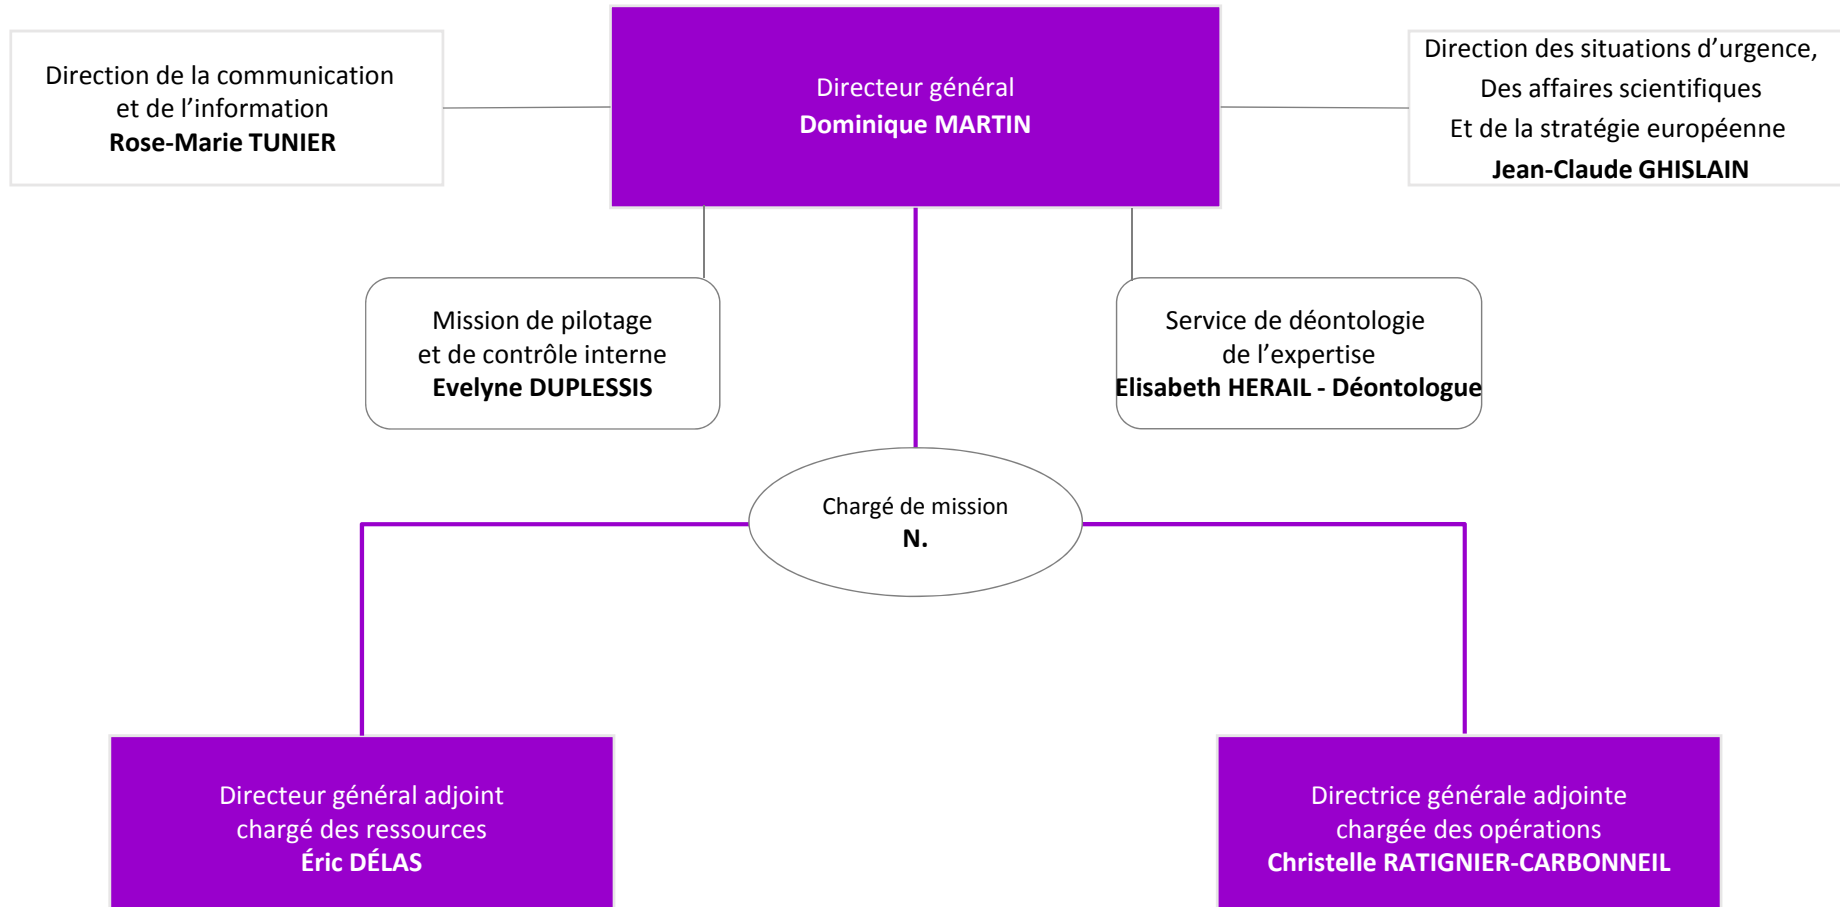 Direction de la communication
et de l’information
Rose-Marie TUNIER
Directeur général
Dominique MARTIN
Direction des situations d’urgence,
Des affaires scientifiques
Et de la stratégie européenne
Jean-Claude GHISLAIN
Mission de pilotage
et de contrôle interne
Evelyne DUPLESSIS
Service de déontologie
de l’expertise
Elisabeth HERAIL - Déontologue
Chargé de mission
N.
Directeur général adjoint
chargé des ressources
Éric DÉLAS
Directrice générale adjointe
chargée des opérations
Christelle RATIGNIER-CARBONNEIL